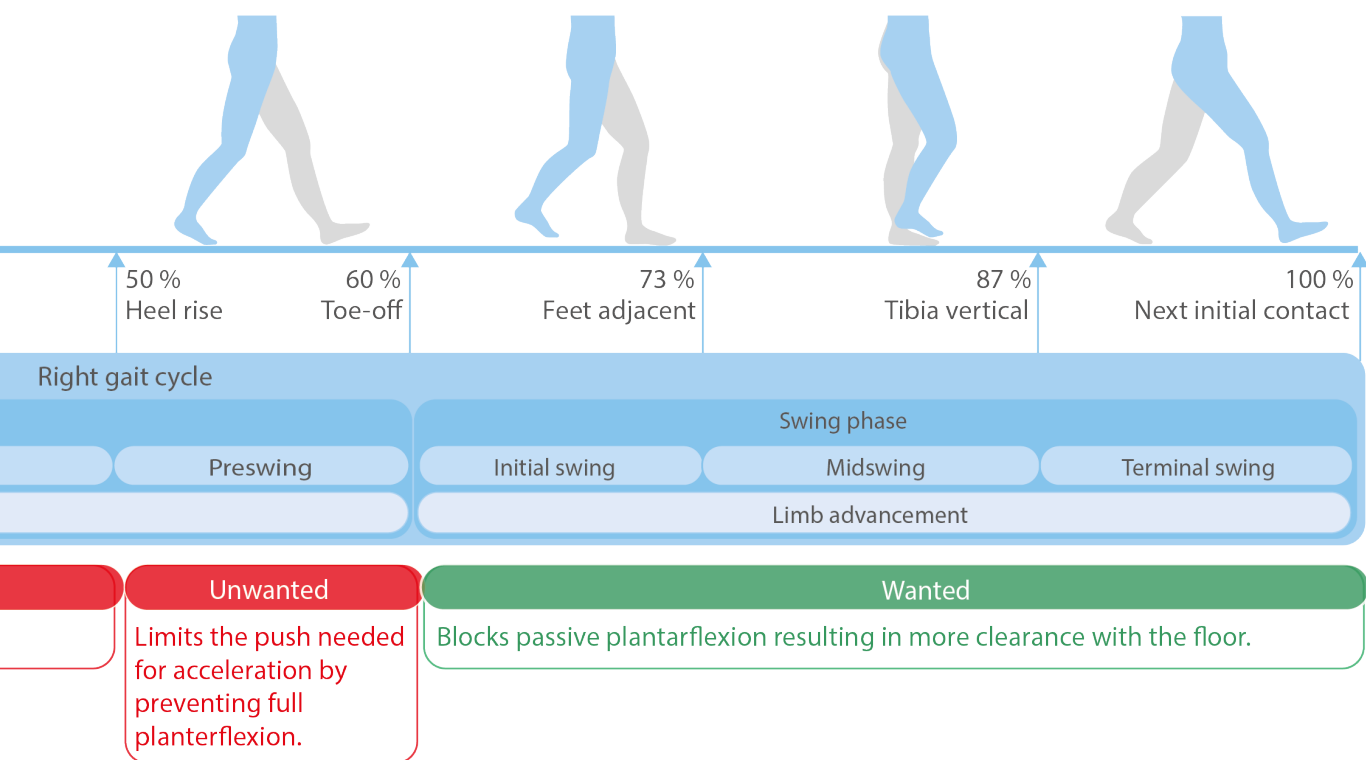 50 %
Heel rise
60 %
Toe-off
73 %
Feet adjacent
87 %
Tibia vertical
100 %
Next initial contact
Right gait cycle
Swing phase
Preswing
Initial swing
Midswing
Terminal swing
Limb advancement
Unwanted
Limits the push needed
for acceleration by
preventing full
planterflexion.
Wanted
Blocks passive plantarflexion resulting in more clearance with the floor.